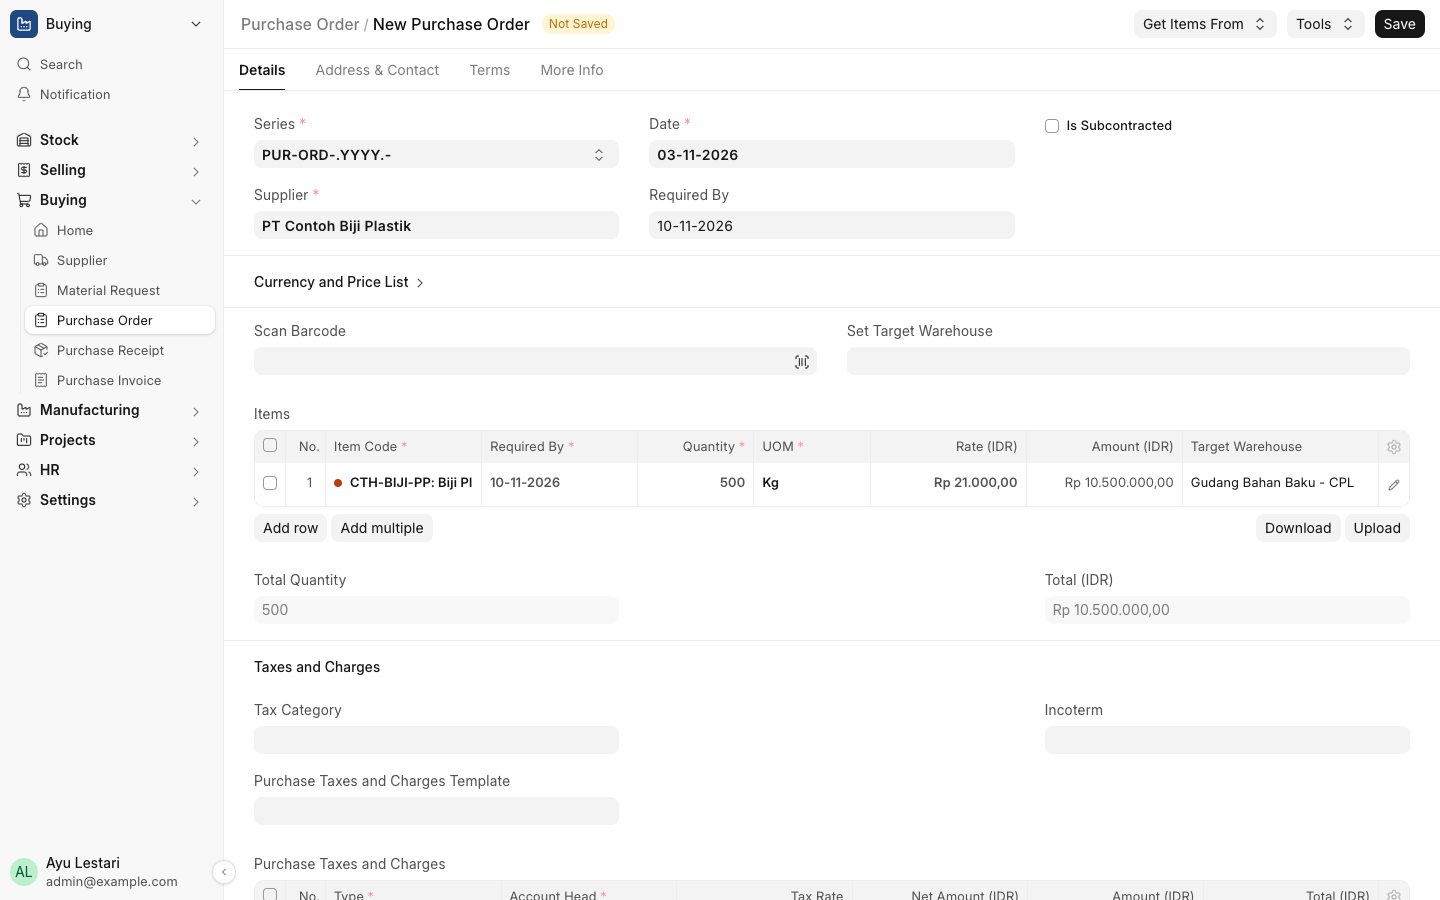 Buying
Search
Notification
Stock
Selling
Buying
Home
Supplier
Material Request
Purchase Order
Purchase Receipt
Purchase Invoice
Manufacturing
Projects
HR
Settings
AL
Ayu Lestari
admin@example.com
Purchase Order / New Purchase Order Not Saved
Get Items From Tools Save
Details Address & Contact Terms More Info
Series * Date * Is Subcontracted
PUR-ORD-.YYYY.- 03-11-2026
Supplier * Required By
PT Contoh Biji Plastik 10-11-2026
Currency and Price List
Scan Barcode Set Target Warehouse
Items
No. Item Code * Required By * Quantity * UOM * Rate (IDR) Amount (IDR) Target Warehouse
1 CTH-BIJI-PP: Biji Pl 10-11-2026 500 Kg Rp 21.000,00 Rp 10.500.000,00 Gudang Bahan Baku - CPL
Add row Add multiple Download Upload
Total Quantity Total (IDR)
500 Rp 10.500.000,00
Taxes and Charges
Tax Category Incoterm
Purchase Taxes and Charges Template
Purchase Taxes and Charges
No. Type * Account Head * Tax Rate Net Amount (IDR) Amount (IDR) Total (IDR)